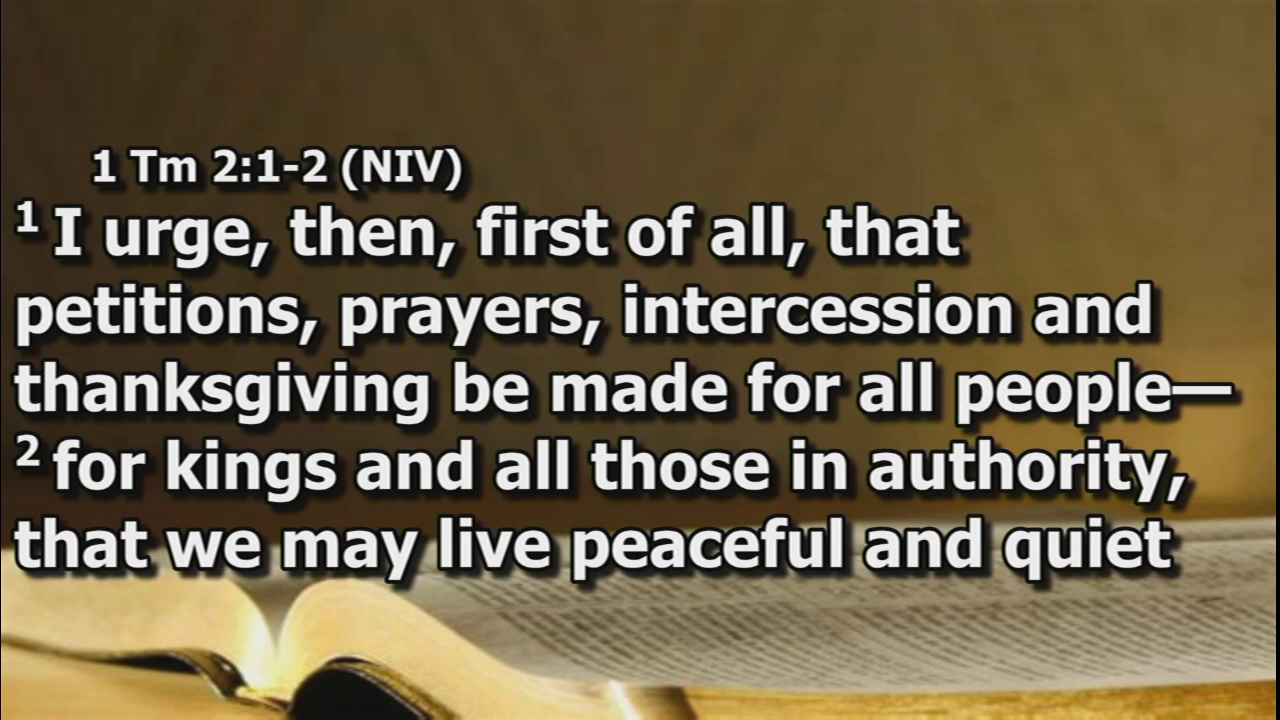 1 Tm 2:1-2 (NIV)
1 I urge, then, first of all, that
petitions, prayers, intercession and
thanksgiving be made for all people—
2 for kings and all those in authority,
that we may live peaceful and quiet